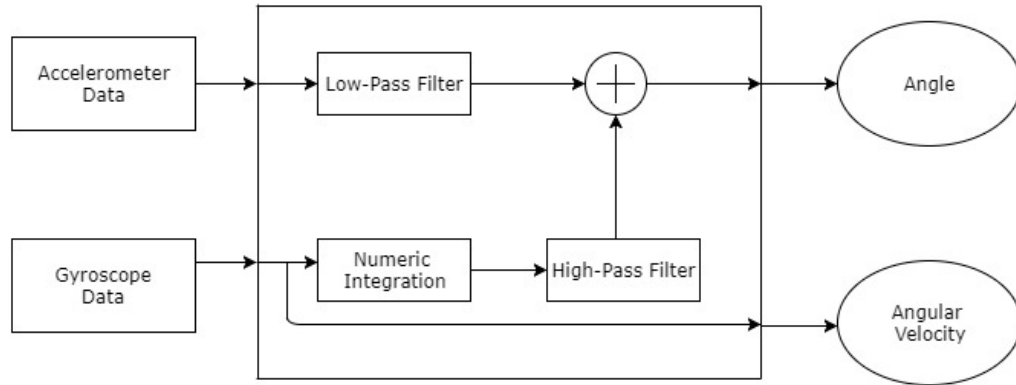 Accelerometer
Data
Low-Pass Filter
Angle
Gyroscope
Data
Numeric
Integration
High-Pass Filter
Angular
Velocity